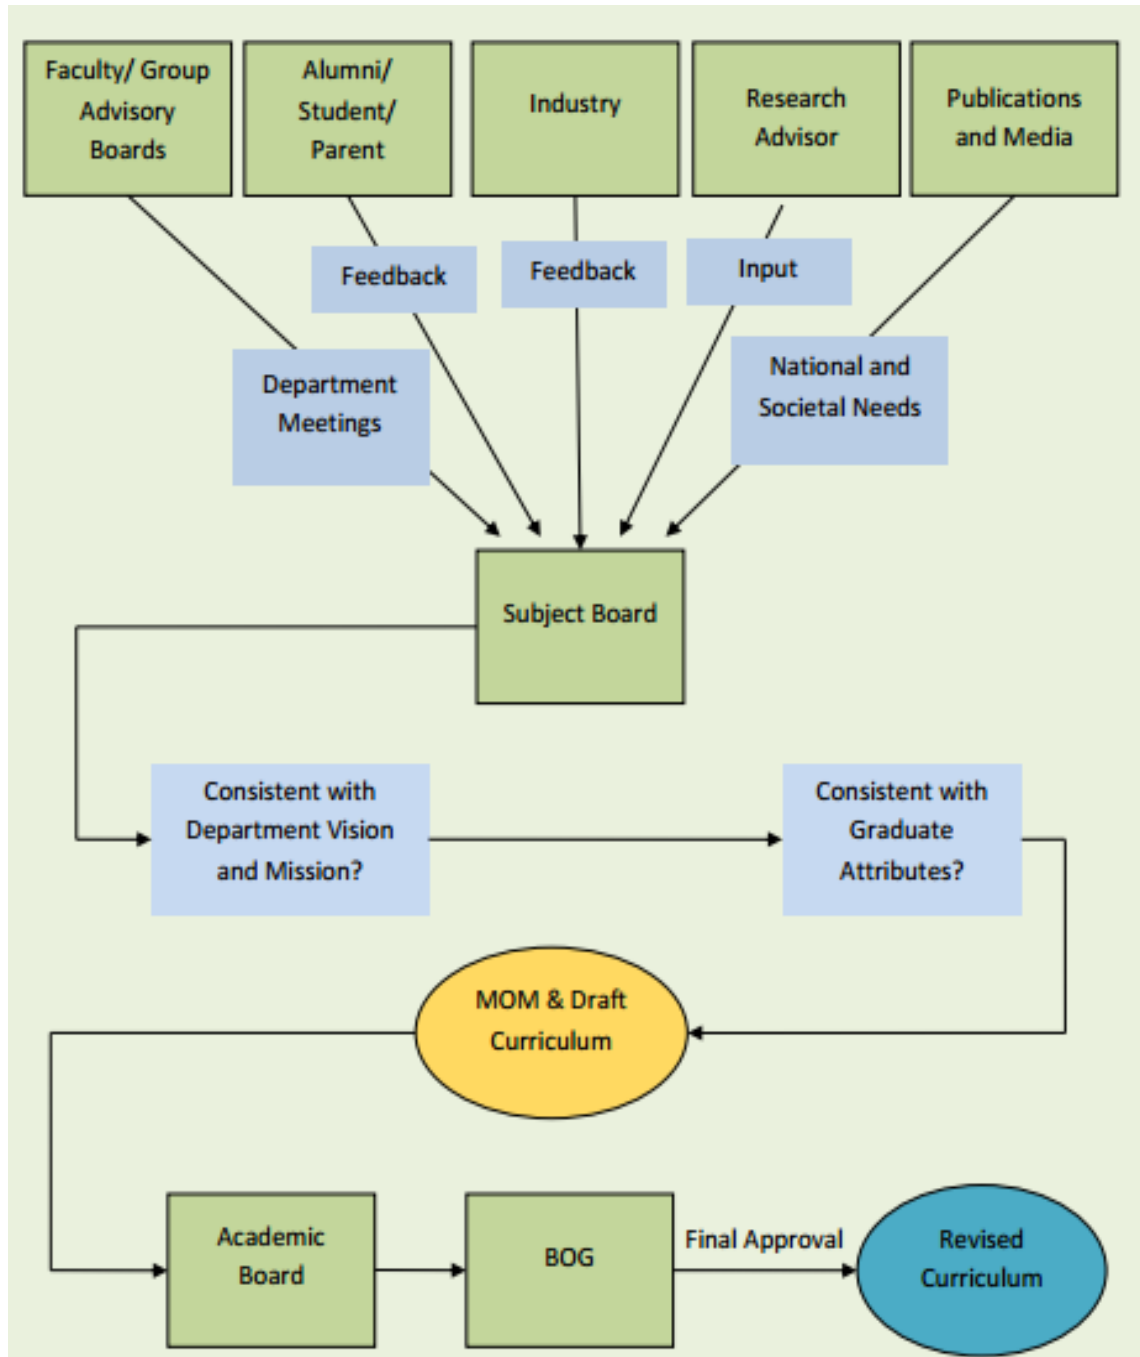 Faculty/ Group
Advisory
Boards
Alumni/
Student/
Parent
Industry
Research
Advisor
Publications
and Media
Feedback
Feedback
Input
Department
Meetings
National and
Societal Needs
Subject Board
Consistent with
Department Vision
and Mission?
Consistent with
Graduate
Attributes?
MOM & Draft
Curriculum
Academic
Board
BOG
Final Approval
Revised
Curriculum